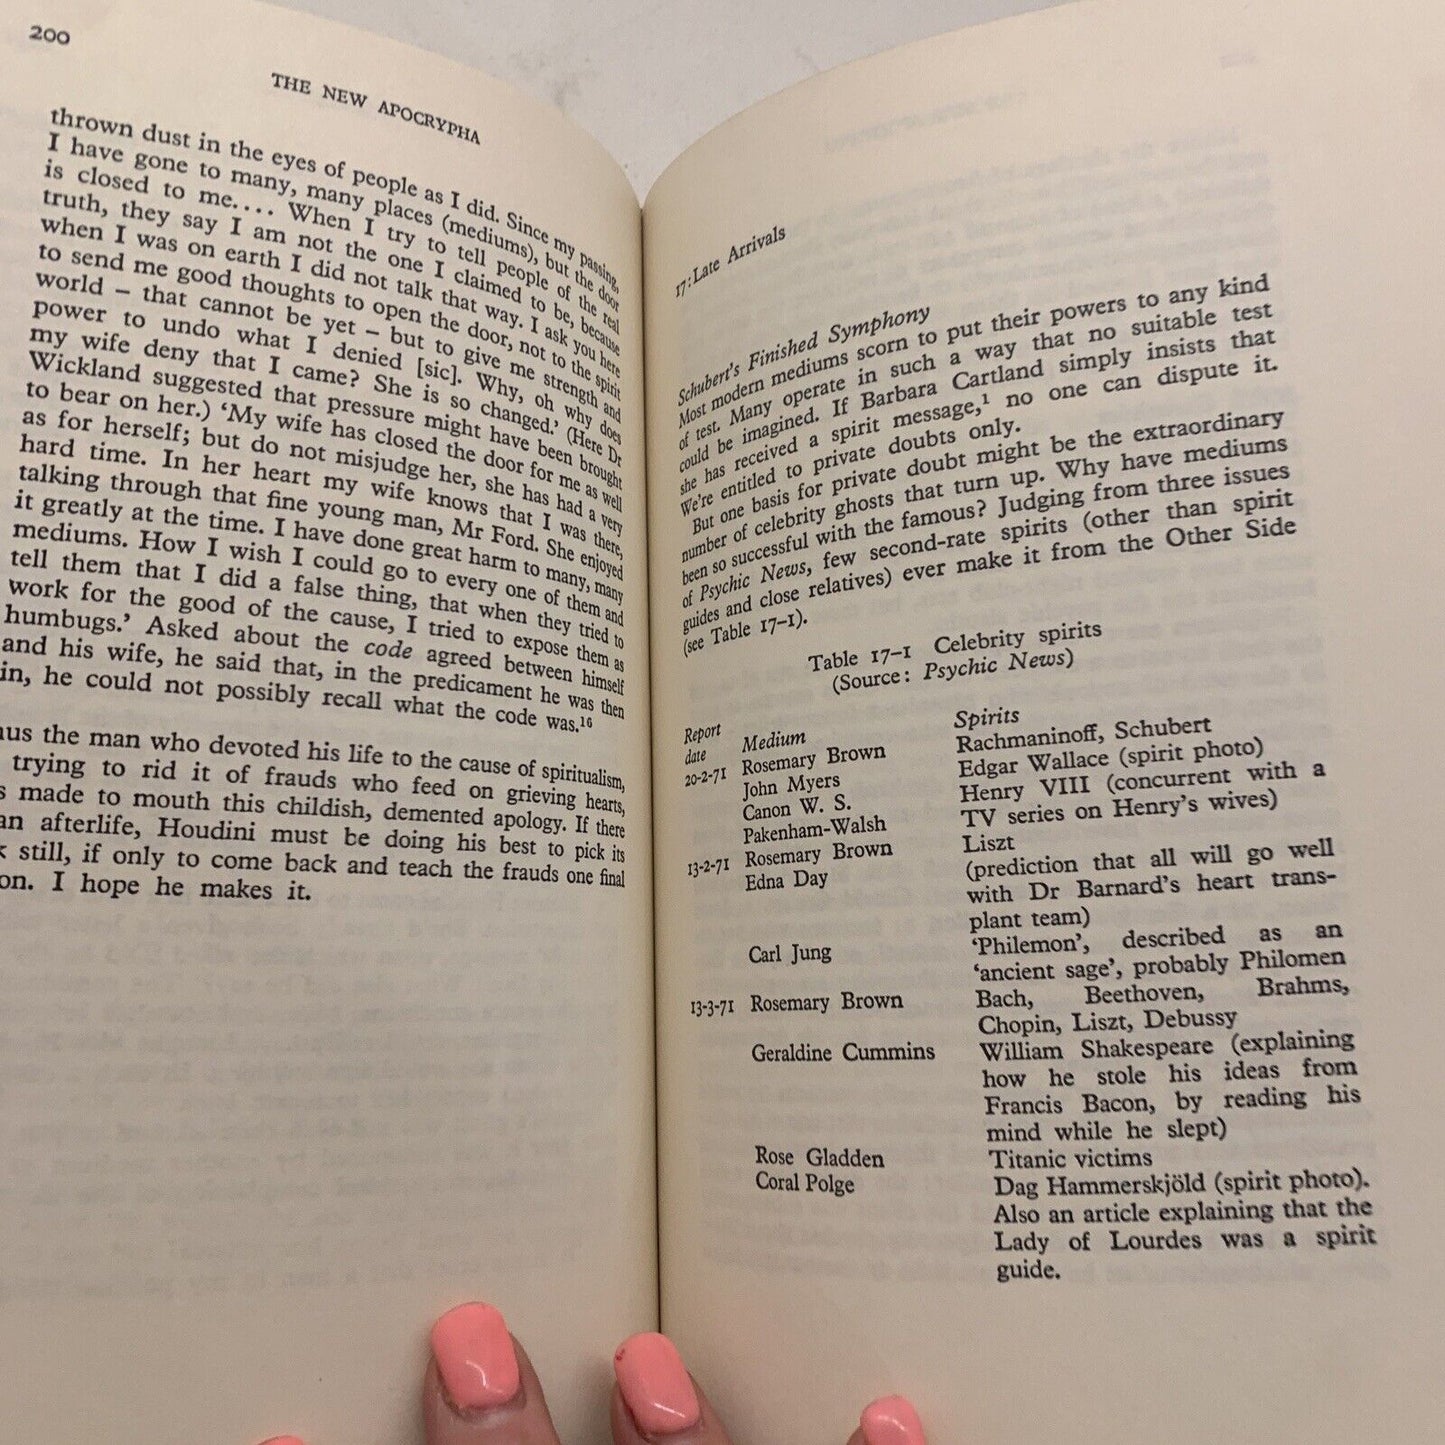 200
THE NEW APOCRYPHA
thrown dust in the eyes of people as I did. Since my passing,
I have gone to many, many places (mediums), but the door
is closed to me.... When I try to tell people of the real
truth, they say I am not the one I claimed to be, because
when I was on earth I did not talk that way. I ask you here
to send me good thoughts to open the door, not to the spirit
world – that cannot be yet – but to give me strength and
power to undo what I denied [sic]. Why, oh why does
my wife deny that I came? She is so changed.' (Here Dr
Wickland suggested that pressure might have been brought
to bear on her.) 'My wife has closed the door for me as well
as for herself; but do not misjudge her, she has had a very
hard time. In her heart my wife knows that I was there,
talking through that fine young man, Mr Ford. She enjoyed
it greatly at the time. I have done great harm to many, many
mediums. How I wish I could go to every one of them and
tell them that I did a false thing, that when they tried to
work for the good of the cause, I tried to expose them as
humbugs.' Asked about the code agreed between himself
and his wife, he said that, in the predicament he was then
in, he could not possibly recall what the code was.¹⁶
us the man who devoted his life to the cause of spiritualism,
trying to rid it of frauds who feed on grieving hearts,
s made to mouth this childish, demented apology. If there
an afterlife, Houdini must be doing his best to pick its
k still, if only to come back and teach the frauds one final
on. I hope he makes it.
17: Late Arrivals
Schubert's Finished Symphony
Most modern mediums scorn to put their powers to any kind
of test. Many operate in such a way that no suitable test
could be imagined. If Barbara Cartland simply insists that
she has received a spirit message,¹ no one can dispute it.
We're entitled to private doubts only.
But one basis for private doubt might be the extraordinary
number of celebrity ghosts that turn up. Why have mediums
been so successful with the famous? Judging from three issues
of Psychic News, few second-rate spirits (other than spirit
guides and close relatives) ever make it from the Other Side
(see Table 17–1).
Table 17–1 Celebrity spirits
(Source: Psychic News)
Report
date Medium Spirits
20-2-71 Rosemary Brown Rachmaninoff, Schubert
John Myers Edgar Wallace (spirit photo)
Canon W. S. Henry VIII (concurrent with a
Pakenham-Walsh TV series on Henry's wives)
13-2-71 Rosemary Brown Liszt
Edna Day (prediction that all will go well
with Dr Barnard's heart trans-
plant team)
Carl Jung 'Philemon', described as an
'ancient sage', probably Philomen
13-3-71 Rosemary Brown Bach, Beethoven, Brahms,
Chopin, Liszt, Debussy
Geraldine Cummins William Shakespeare (explaining
how he stole his ideas from
Francis Bacon, by reading his
mind while he slept)
Rose Gladden Titanic victims
Coral Polge Dag Hammerskjöld (spirit photo).
Also an article explaining that the
Lady of Lourdes was a spirit
guide.